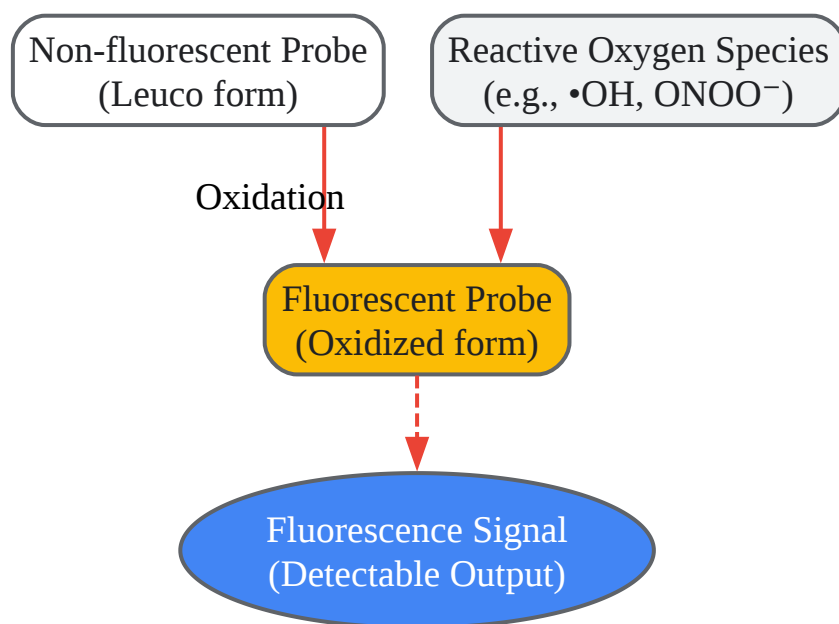 Non-fluorescent Probe
(Leuco form)
Reactive Oxygen Species
(e.g., •OH, ONOO⁻)
Oxidation
Fluorescent Probe
(Oxidized form)
Fluorescence Signal
(Detectable Output)